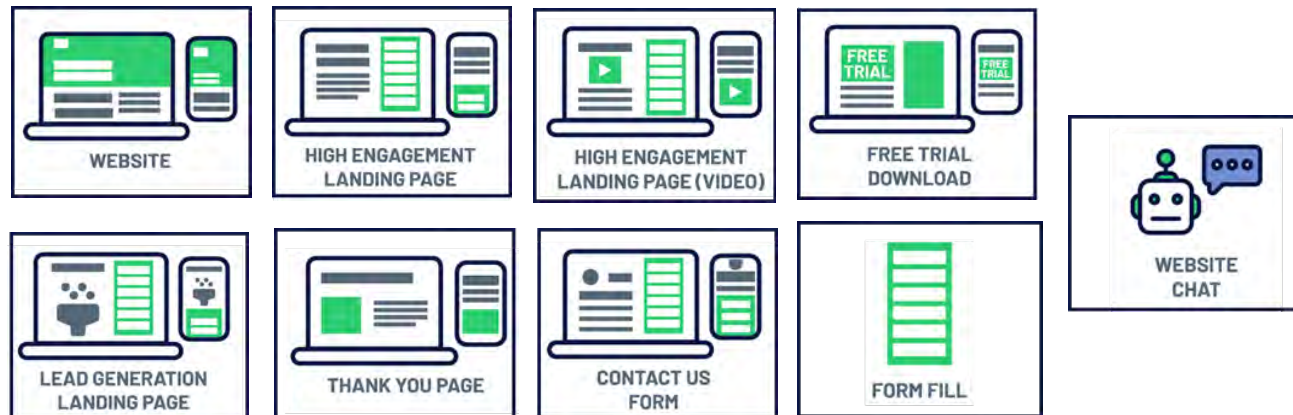 WEBSITE
HIGH ENGAGEMENT
LANDING PAGE
HIGH ENGAGEMENT
LANDING PAGE (VIDEO)
FREE
TRIAL
FREE
TRIAL
FREE TRIAL
DOWNLOAD
WEBSITE
CHAT
LEAD GENERATION
LANDING PAGE
THANK YOU PAGE
CONTACT US
FORM
FORM FILL